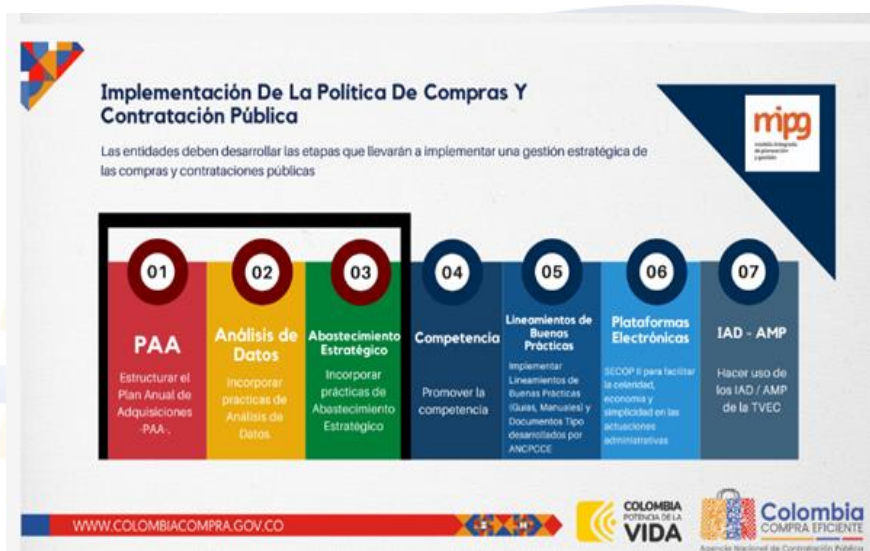 Implementación De La Política De Compras Y
Contratación Pública
Las entidades deben desarrollar las etapas que llevarán a implementar una gestión estratégica de
las compras y contrataciones públicas
mipg
modelo integrado
de planeación
y gestión
01
PAA
Estructurar el
Plan Anual de
Adquisiciones
-PAA-.
02
Análisis de
Datos
Incorporar
prácticas de
Análisis de
Datos
03
Abastecimiento
Estratégico
Incorporar
prácticas de
Abastecimiento
Estratégico
04
Competencia
Promover la
competencia
05
Lineamientos de
Buenas
Prácticas
Implementar
Lineamientos de
Buenas Prácticas
(Guías, Manuales) y
Documentos Tipo
desarrollados por
ANCPCCE
06
Plataformas
Electrónicas
SECOP II para facilitar
la celeridad,
economía y
simplicidad en las
actuaciones
administrativas
07
IAD - AMP
Hacer uso de
los IAD / AMP
de la TVEC
WWW.COLOMBIACOMPRA.GOV.CO
COLOMBIA
POTENCIA DE LA
VIDA
Colombia
COMPRA EFICIENTE
Agencia Nacional de Contratación Pública